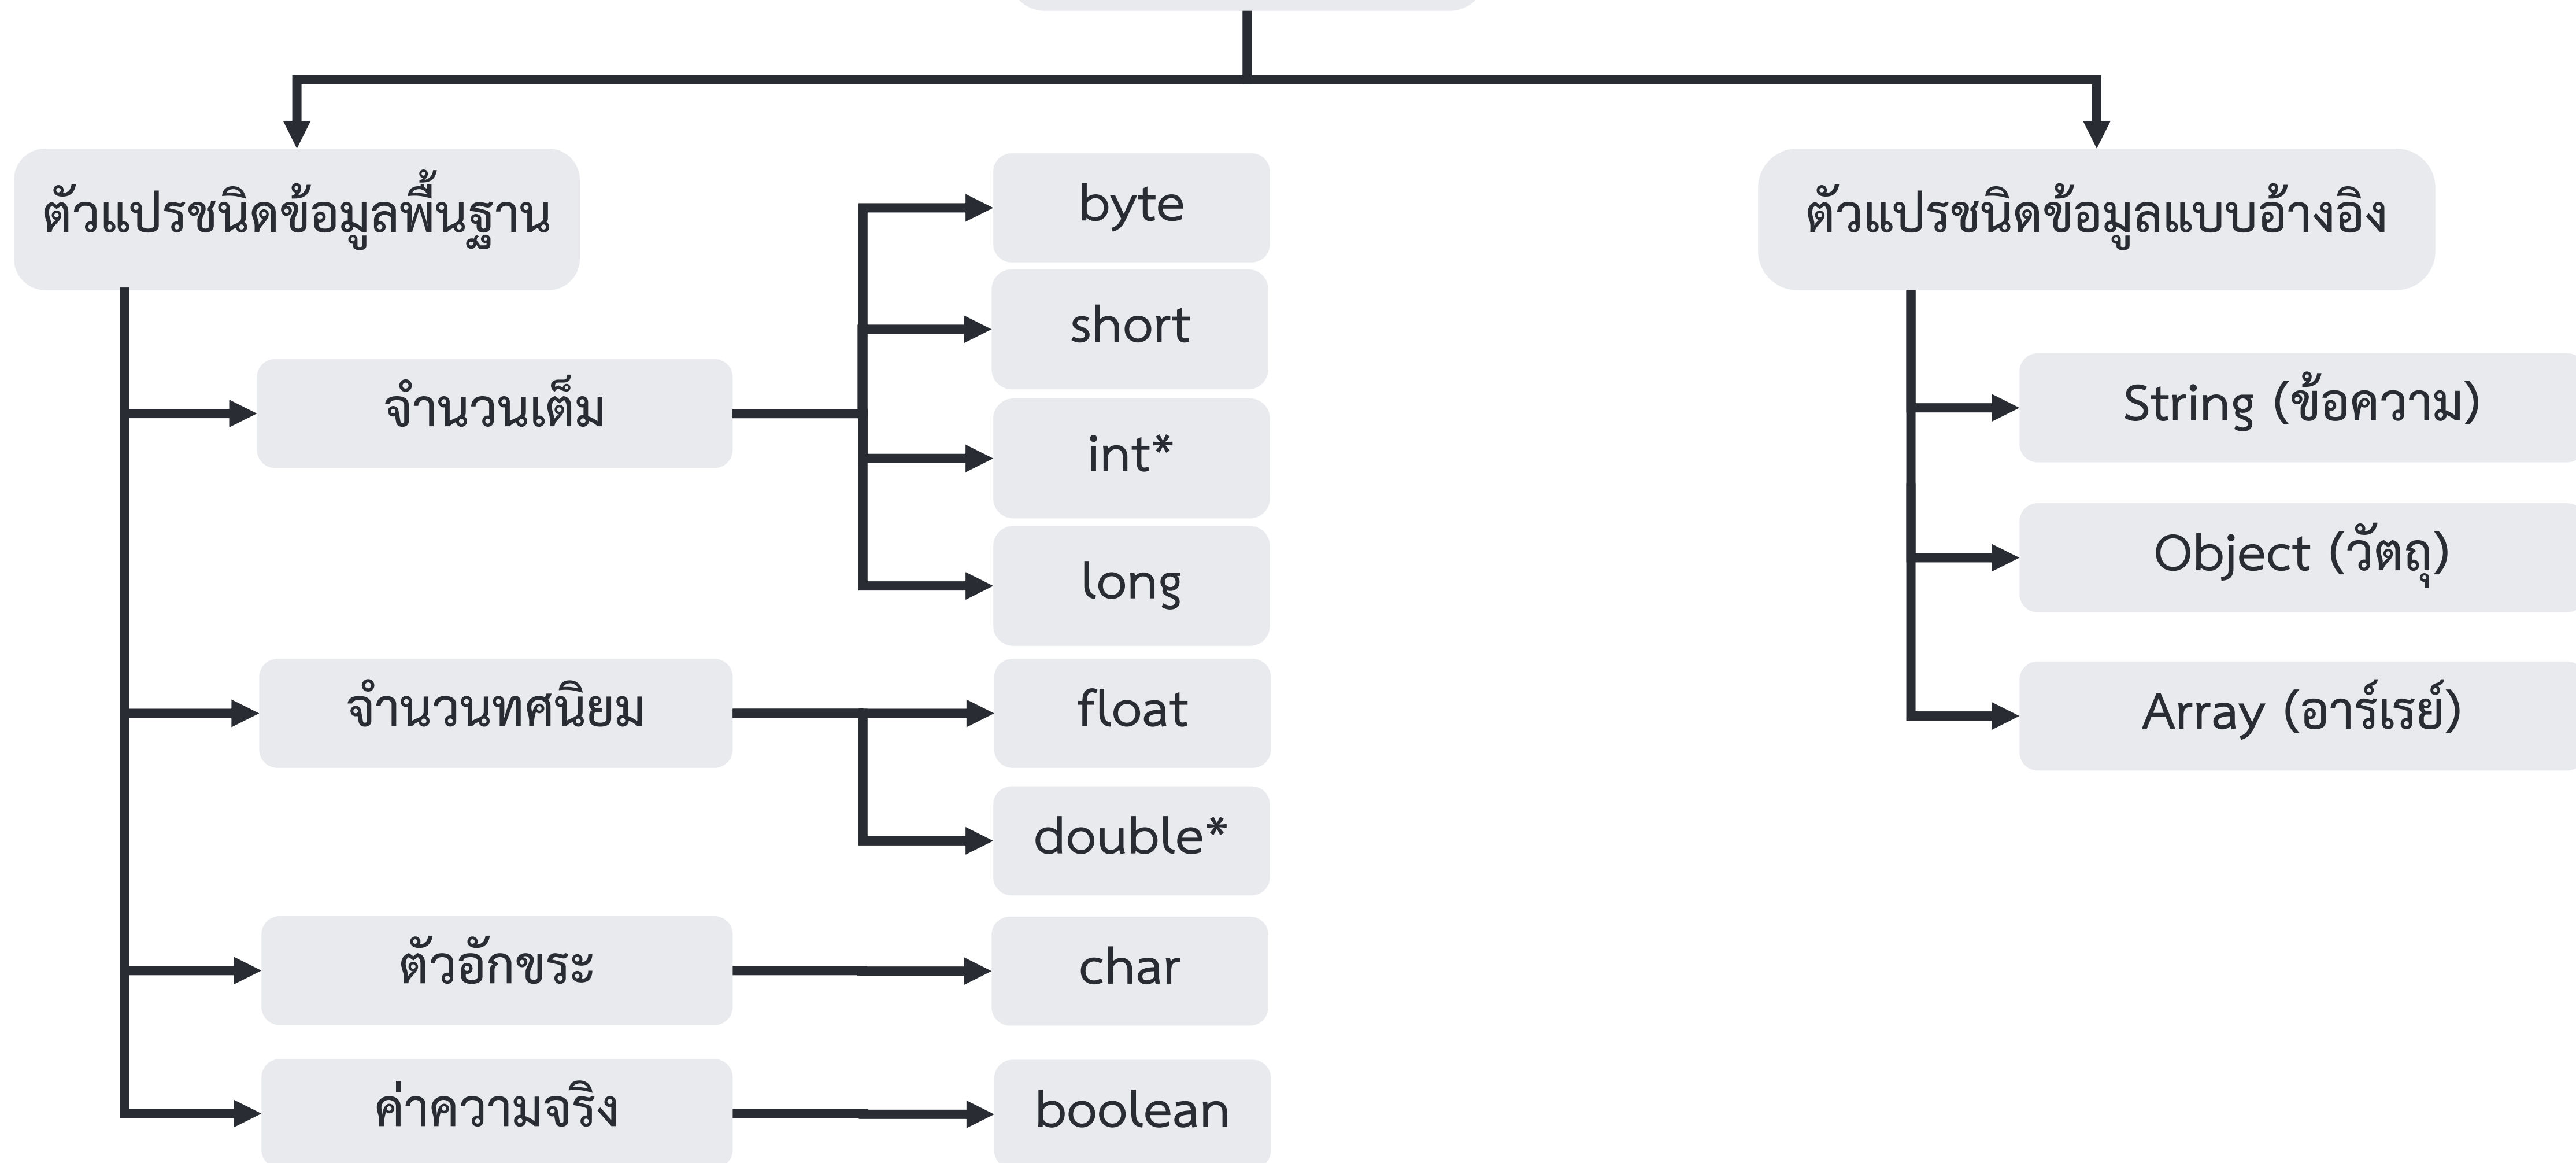 ตัวแปรชนิดข้อมูลพื้นฐาน
จำนวนเต็ม
byte
short
int*
long
จำนวนทศนิยม
float
double*
ตัวอักขระ
char
ค่าความจริง
boolean
ตัวแปรชนิดข้อมูลแบบอ้างอิง
String (ข้อความ)
Object (วัตถุ)
Array (อาร์เรย์)